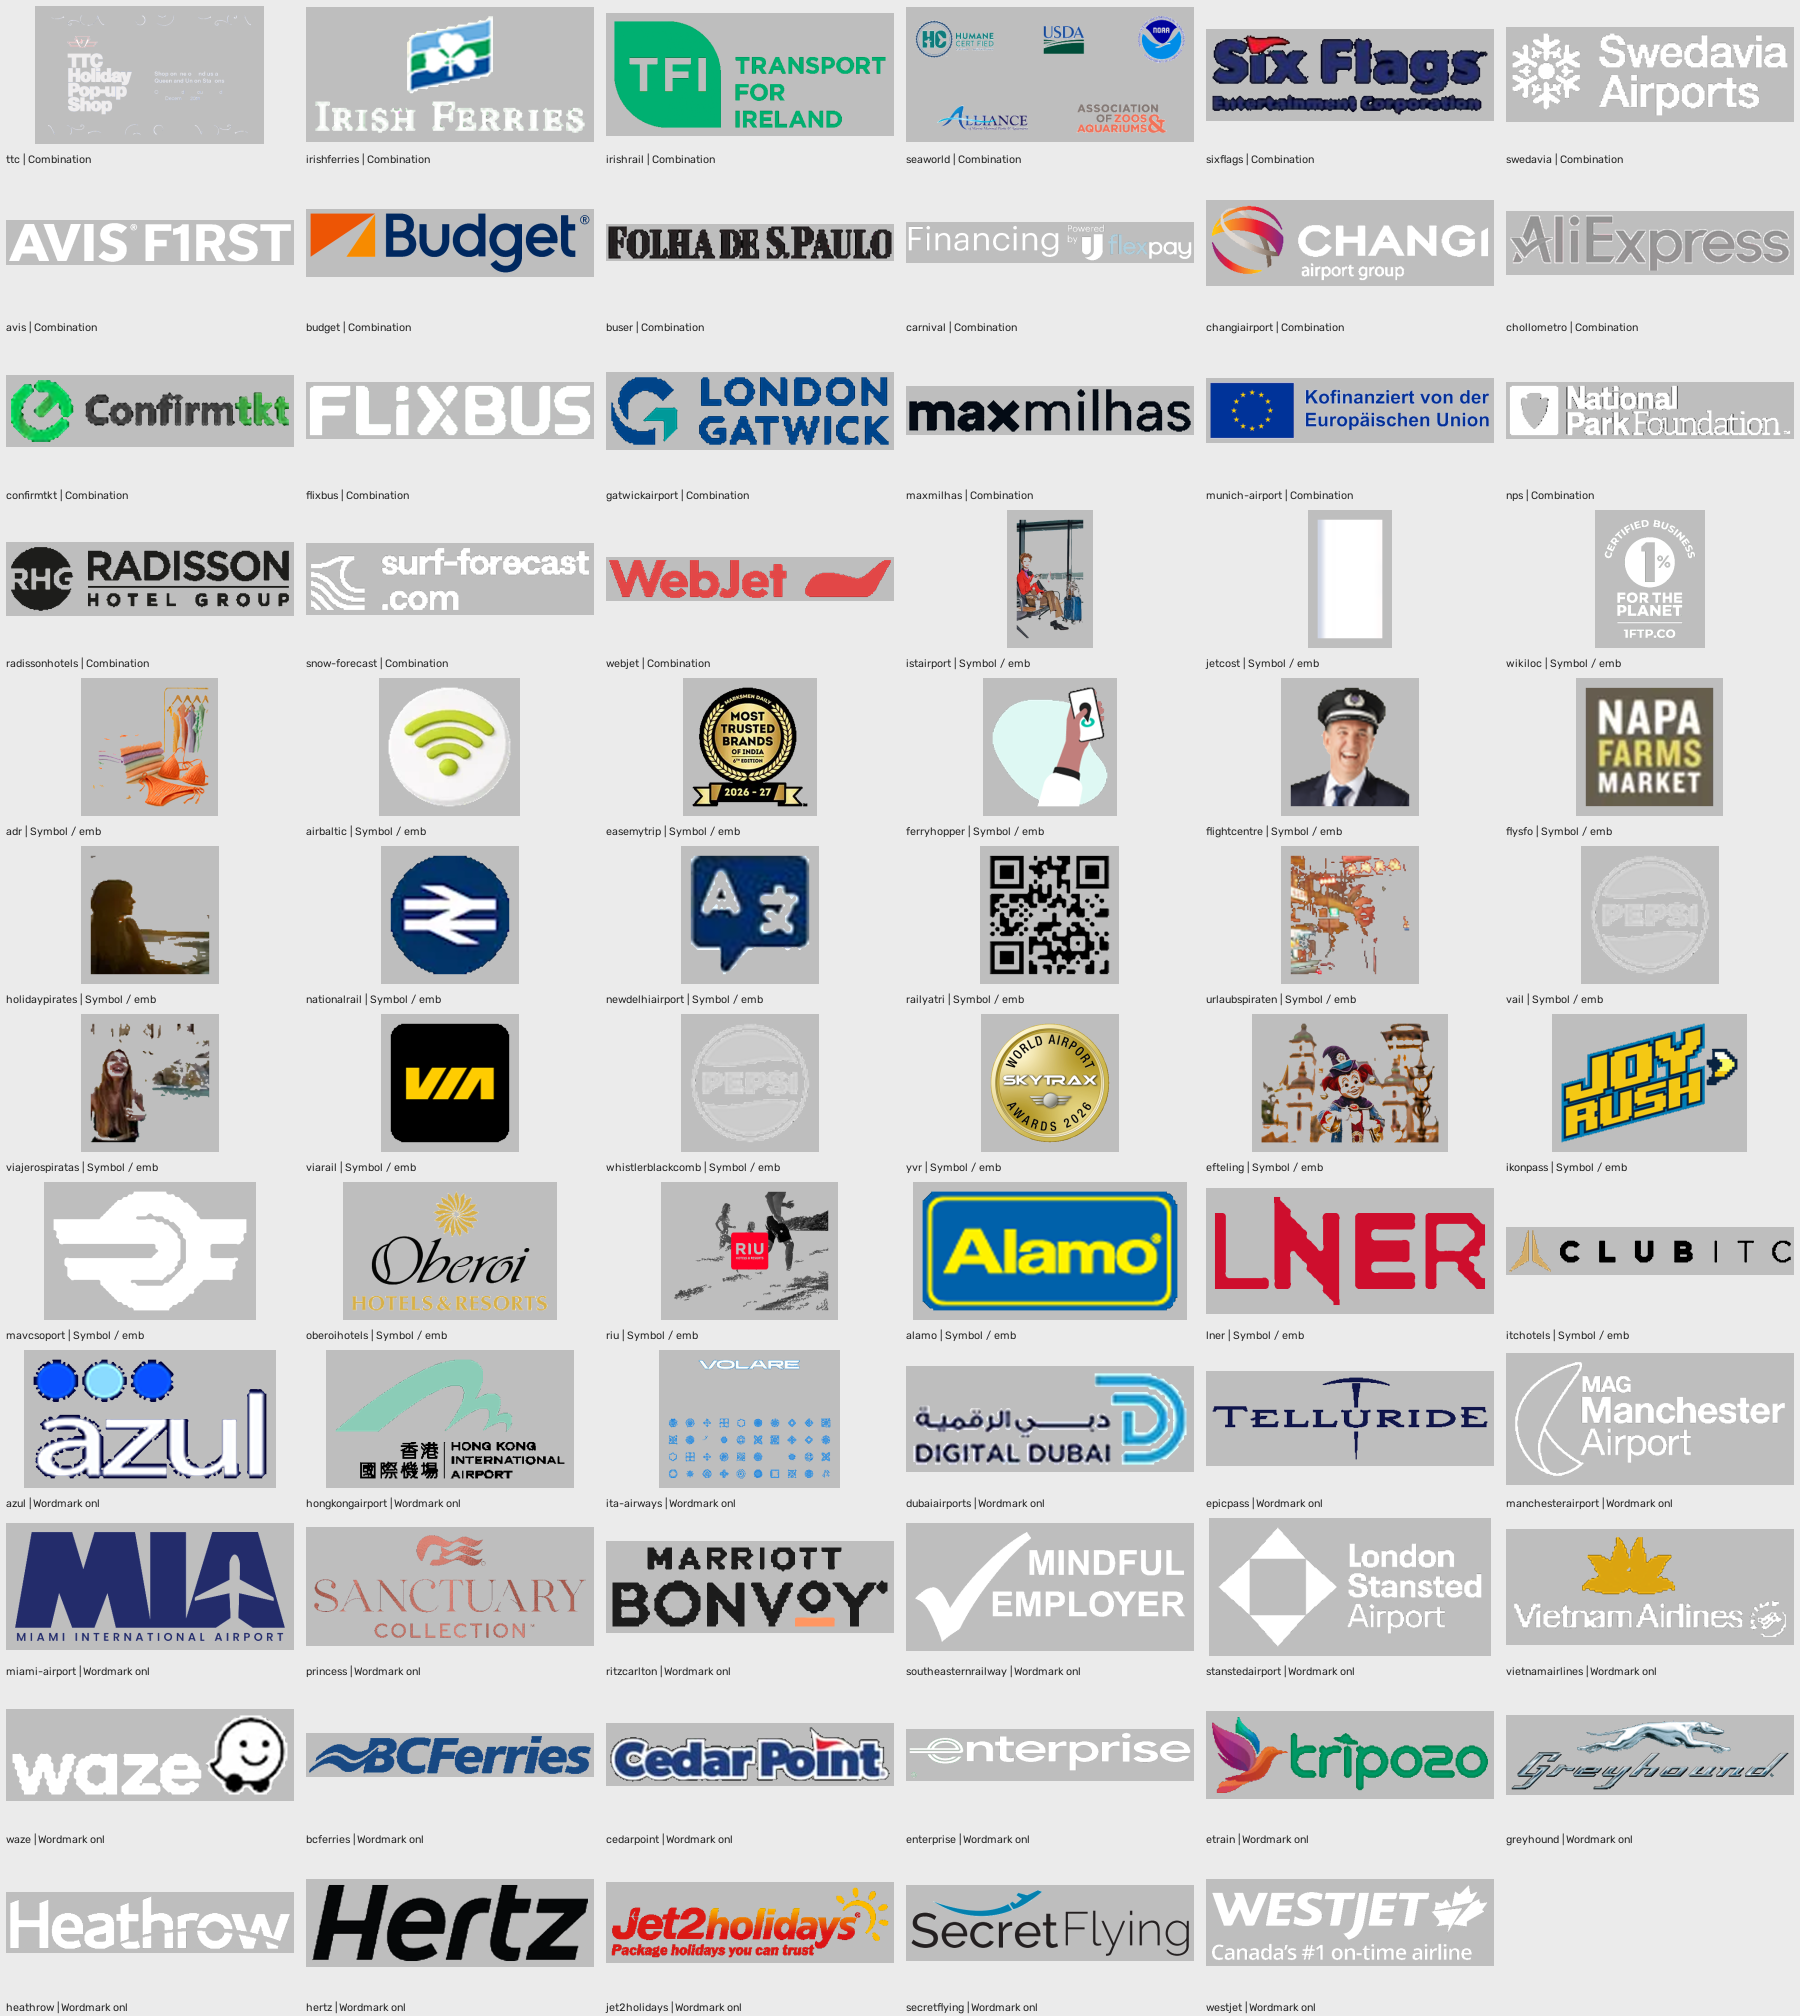 TTC
Holiday
Pop-up
Shop
ttc | Combination
IRISH FERRIES
irishferries | Combination
TFI
TRANSPORT
FOR
IRELAND
irishrail | Combination
HC HUMANE
CERTIFIED
USDA
NOAA
ALLIANCE
ASSOCIATION
OF ZOOS
AQUARIUMS &
seaworld | Combination
Six Flags
Entertainment Corporation
sixflags | Combination
Swedavia
Airports
swedavia | Combination
AVIS® F1RST
avis | Combination
Budget®
budget | Combination
FOLHA DE S.PAULO
buser | Combination
Financing Powered
by flexpay
carnival | Combination
CHANGI
airport group
changiairport | Combination
AliExpress
chollometro | Combination
Confirmtkt
confirmtkt | Combination
FLiXBUS
flixbus | Combination
LONDON
GATWICK
gatwickairport | Combination
maxmilhas
maxmilhas | Combination
Kofinanziert von der
Europäischen Union
munich-airport | Combination
National
Park Foundation™
nps | Combination
RHG RADISSON
HOTEL GROUP
radissonhotels | Combination
surf-forecast
.com
snow-forecast | Combination
WebJet
webjet | Combination
istairport | Symbol / emb
jetcost | Symbol / emb
CERTIFIED BUSINESS
1%
FOR THE
PLANET
1FTP.CO
wikiloc | Symbol / emb
adr | Symbol / emb
airbaltic | Symbol / emb
MARKSMEN DAILY
MOST
TRUSTED
BRANDS
OF INDIA
6TH EDITION
2026 - 27
easemytrip | Symbol / emb
ferryhopper | Symbol / emb
flightcentre | Symbol / emb
NAPA
FARMS
MARKET
flysfo | Symbol / emb
holidaypirates | Symbol / emb
nationalrail | Symbol / emb
A 文
newdelhiairport | Symbol / emb
railyatri | Symbol / emb
urlaubspiraten | Symbol / emb
PEPSI
vail | Symbol / emb
viajerospiratas | Symbol / emb
VIA
viarail | Symbol / emb
PEPSI
whistlerblackcomb | Symbol / emb
WORLD AIRPORT
SKYTRAX
AWARDS 2026
yvr | Symbol / emb
efteling | Symbol / emb
JOY
RUSH
ikonpass | Symbol / emb
mavcsoport | Symbol / emb
Oberoi
HOTELS & RESORTS
oberoihotels | Symbol / emb
RIU
riu | Symbol / emb
Alamo
alamo | Symbol / emb
LNER
lner | Symbol / emb
CLUB ITC
itchotels | Symbol / emb
azul
azul | Wordmark onl
香港
國際機場
HONG KONG
INTERNATIONAL
AIRPORT
hongkongairport | Wordmark onl
VOLARE
ita-airways | Wordmark onl
دبـي الرقمية
DIGITAL DUBAI
dubaiairports | Wordmark onl
TELLURIDE
epicpass | Wordmark onl
MAG
Manchester
Airport
manchesterairport | Wordmark onl
MIA
MIAMI INTERNATIONAL AIRPORT
miami-airport | Wordmark onl
SANCTUARY
COLLECTION™
princess | Wordmark onl
MARRIOTT
BONVOY
ritzcarlton | Wordmark onl
MINDFUL
EMPLOYER
southeasternrailway | Wordmark onl
London
Stansted
Airport
stanstedairport | Wordmark onl
Vietnam Airlines
vietnamairlines | Wordmark onl
waze
waze | Wordmark onl
BCFerries
bcferries | Wordmark onl
Cedar Point
cedarpoint | Wordmark onl
enterprise
enterprise | Wordmark onl
tripozo
etrain | Wordmark onl
Greyhound
greyhound | Wordmark onl
Heathrow
heathrow | Wordmark onl
Hertz
hertz | Wordmark onl
Jet2holidays
Package holidays you can trust
jet2holidays | Wordmark onl
SecretFlying
secretflying | Wordmark onl
WESTJET
Canada's #1 on-time airline
westjet | Wordmark onl